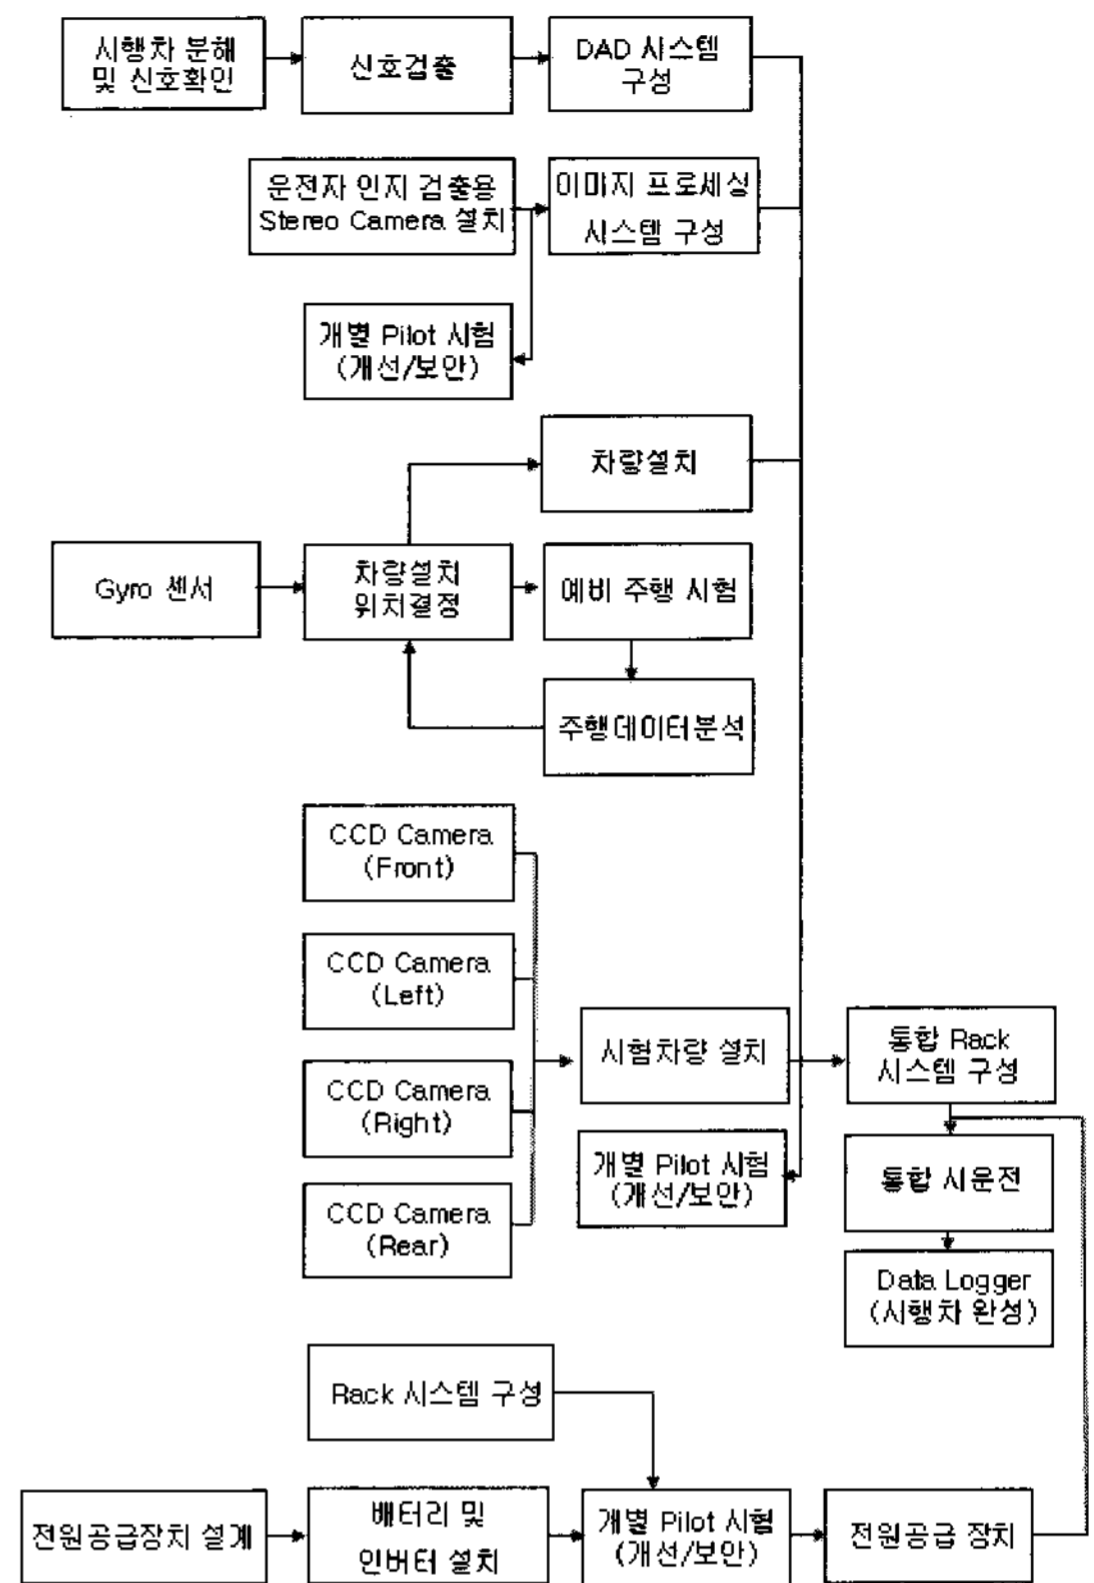 시행차 분해
및 신호확인
신호검출
DAD 시스템
구성
운전자 인지 검출용
Stereo Camera 설치
이미지 프로세싱
시스템 구성
개별 Pilot 시험
(개선/보안)
차량설치
Gyro 센서
차량설치
위치결정
예비 주행 시험
주행데이터분석
CCD Camera
(Front)
CCD Camera
(Left)
CCD Camera
(Right)
CCD Camera
(Rear)
시험차량 설치
통합 Rack
시스템 구성
개별 Pilot 시험
(개선/보안)
통합 시운전
Data Logger
(시행차 완성)
Rack 시스템 구성
전원공급장치 설계
배터리 및
인버터 설치
개별 Pilot 시험
(개선/보안)
전원공급 장치